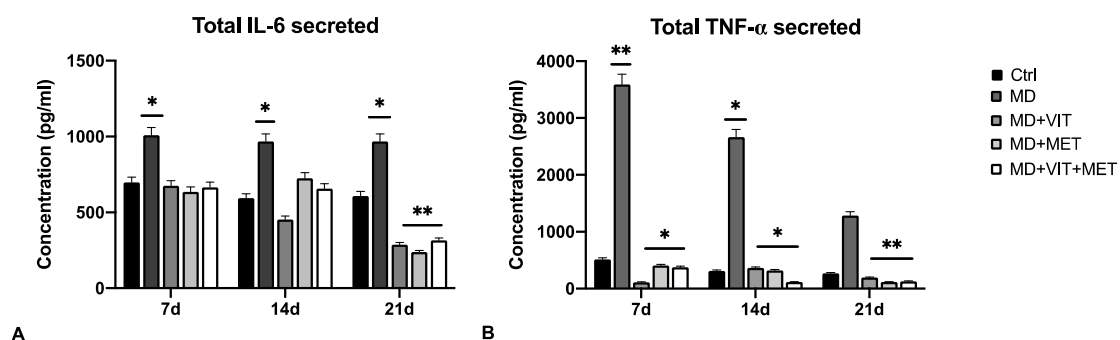 Total IL-6 secreted
Concentration (pg/ml)
1500
1000
500
0
*
*
*
**
7d
14d
21d
A
Total TNF-α secreted
Concentration (pg/ml)
4000
3000
2000
1000
0
**
*
*
*
**
7d
14d
21d
B
Ctrl
MD
MD+VIT
MD+MET
MD+VIT+MET